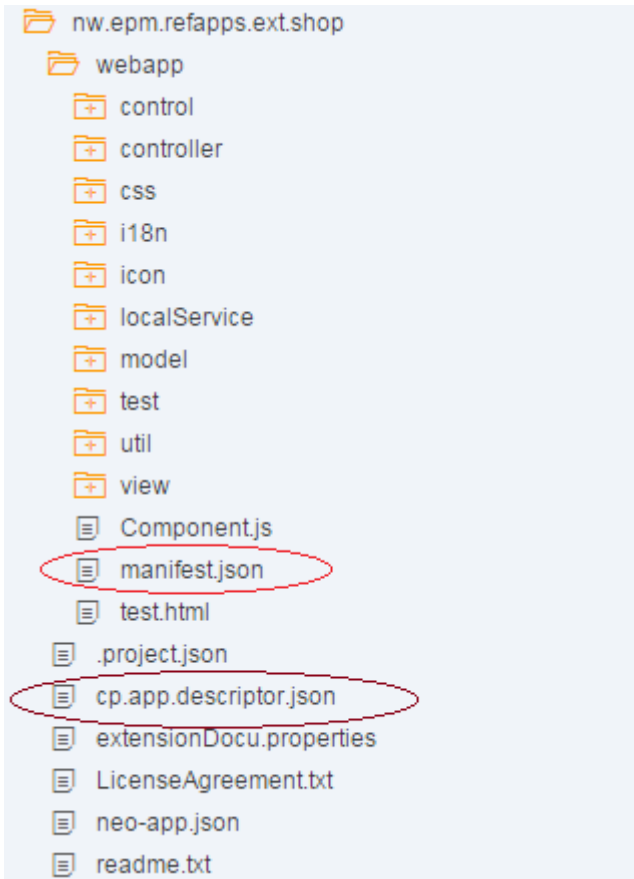 nw.epm.refapps.ext.shop
webapp
control
controller
css
i18n
icon
localService
model
test
util
view
Component.js
manifest.json
test.html
.project.json
cp.app.descriptor.json
extensionDocu.properties
LicenseAgreement.txt
neo-app.json
readme.txt